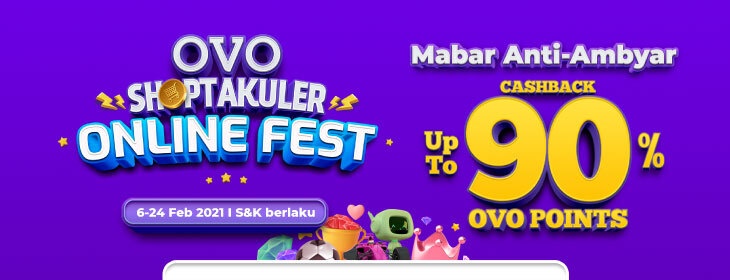 OVO
SHOPTAKULER
ONLINE FEST
6-24 Feb 2021 I S&K berlaku
Mabar Anti-Ambyar
CASHBACK
Up To 90 %
OVO POINTS